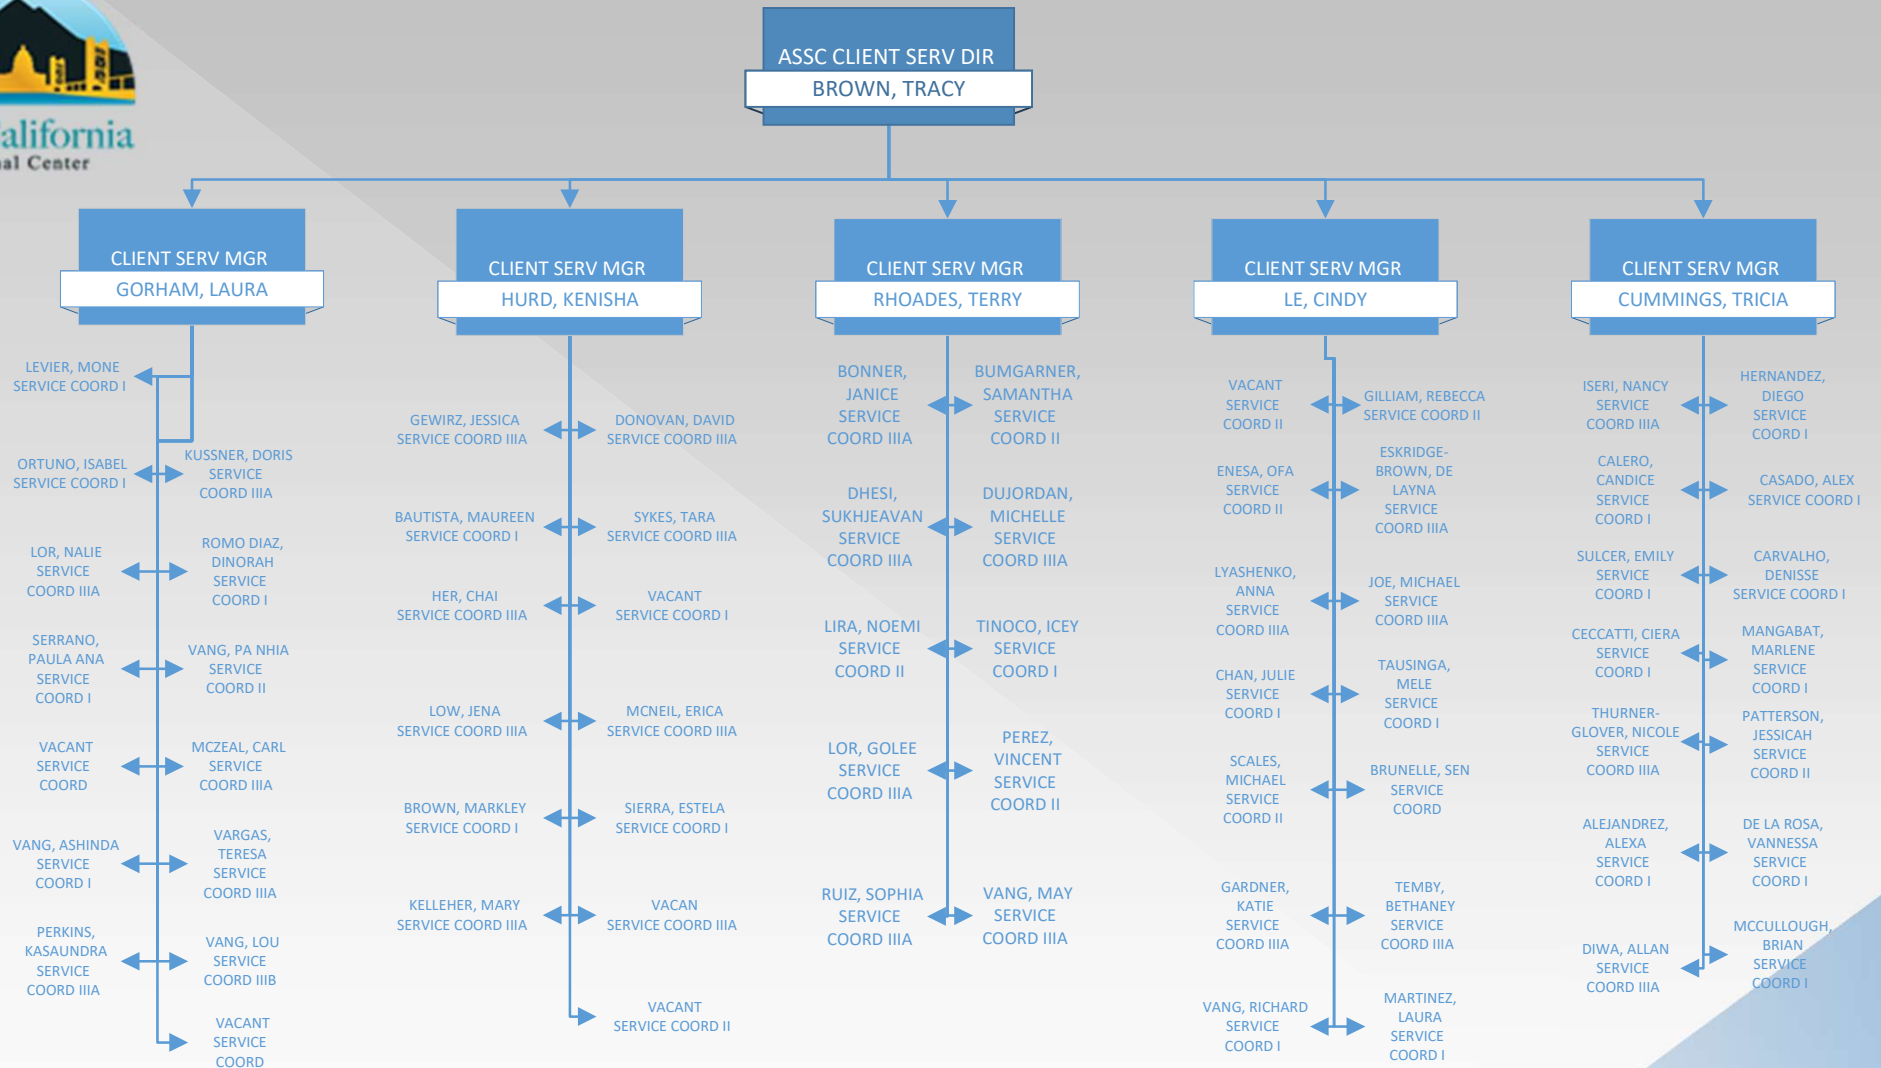 alifornia
nal Center
ASSC CLIENT SERV DIR
BROWN, TRACY
CLIENT SERV MGR
GORHAM, LAURA
LEVIER, MONE
SERVICE COORD I
ORTUNO, ISABEL
SERVICE COORD I
KUSSNER, DORIS
SERVICE
COORD IIIA
LOR, NALIE
SERVICE
COORD IIIA
ROMO DIAZ,
DINORAH
SERVICE
COORD I
SERRANO,
PAULA ANA
SERVICE
COORD I
VANG, PA NHIA
SERVICE
COORD II
VACANT
SERVICE
COORD
MCZEAL, CARL
SERVICE
COORD IIIA
VANG, ASHINDA
SERVICE
COORD I
VARGAS,
TERESA
SERVICE
COORD IIIA
PERKINS,
KASAUNDRA
SERVICE
COORD IIIA
VANG, LOU
SERVICE
COORD IIIB
VACANT
SERVICE
COORD
CLIENT SERV MGR
HURD, KENISHA
GEWIRZ, JESSICA
SERVICE COORD IIIA
DONOVAN, DAVID
SERVICE COORD IIIA
BAUTISTA, MAUREEN
SERVICE COORD I
SYKES, TARA
SERVICE COORD IIIA
HER, CHAI
SERVICE COORD IIIA
VACANT
SERVICE COORD I
LOW, JENA
SERVICE COORD IIIA
MCNEIL, ERICA
SERVICE COORD IIIA
BROWN, MARKLEY
SERVICE COORD I
SIERRA, ESTELA
SERVICE COORD I
KELLEHER, MARY
SERVICE COORD IIIA
VACAN
SERVICE COORD IIIA
VACANT
SERVICE COORD II
CLIENT SERV MGR
RHOADES, TERRY
BONNER,
JANICE
SERVICE
COORD IIIA
BUMGARNER,
SAMANTHA
SERVICE
COORD II
DHESI,
SUKHJEAVAN
SERVICE
COORD IIIA
DUJORDAN,
MICHELLE
SERVICE
COORD IIIA
LIRA, NOEMI
SERVICE
COORD II
TINOCO, ICEY
SERVICE
COORD I
LOR, GOLEE
SERVICE
COORD IIIA
PEREZ,
VINCENT
SERVICE
COORD II
RUIZ, SOPHIA
SERVICE
COORD IIIA
VANG, MAY
SERVICE
COORD IIIA
CLIENT SERV MGR
LE, CINDY
VACANT
SERVICE
COORD II
GILLIAM, REBECCA
SERVICE COORD II
ENESA, OFA
SERVICE
COORD II
ESKRIDGE-
BROWN, DE
LAYNA
SERVICE
COORD IIIA
LYASHENKO,
ANNA
SERVICE
COORD IIIA
JOE, MICHAEL
SERVICE
COORD IIIA
CHAN, JULIE
SERVICE
COORD I
TAUSINGA,
MELE
SERVICE
COORD I
SCALES,
MICHAEL
SERVICE
COORD II
BRUNELLE, SEN
SERVICE
COORD
GARDNER,
KATIE
SERVICE
COORD IIIA
TEMBY,
BETHANEY
SERVICE
COORD IIIA
VANG, RICHARD
SERVICE
COORD I
MARTINEZ,
LAURA
SERVICE
COORD I
CLIENT SERV MGR
CUMMINGS, TRICIA
ISERI, NANCY
SERVICE
COORD IIIA
HERNANDEZ,
DIEGO
SERVICE
COORD I
CALERO,
CANDICE
SERVICE
COORD I
CASADO, ALEX
SERVICE COORD I
SULCER, EMILY
SERVICE
COORD I
CARVALHO,
DENISSE
SERVICE COORD I
CECCATTI, CIERA
SERVICE
COORD I
MANGABAT,
MARLENE
SERVICE
COORD I
THURNER-
GLOVER, NICOLE
SERVICE
COORD IIIA
PATTERSON,
JESSICAH
SERVICE
COORD II
ALEJANDREZ,
ALEXA
SERVICE
COORD I
DE LA ROSA,
VANNESSA
SERVICE
COORD I
DIWA, ALLAN
SERVICE
COORD IIIA
MCCULLOUGH,
BRIAN
SERVICE
COORD I